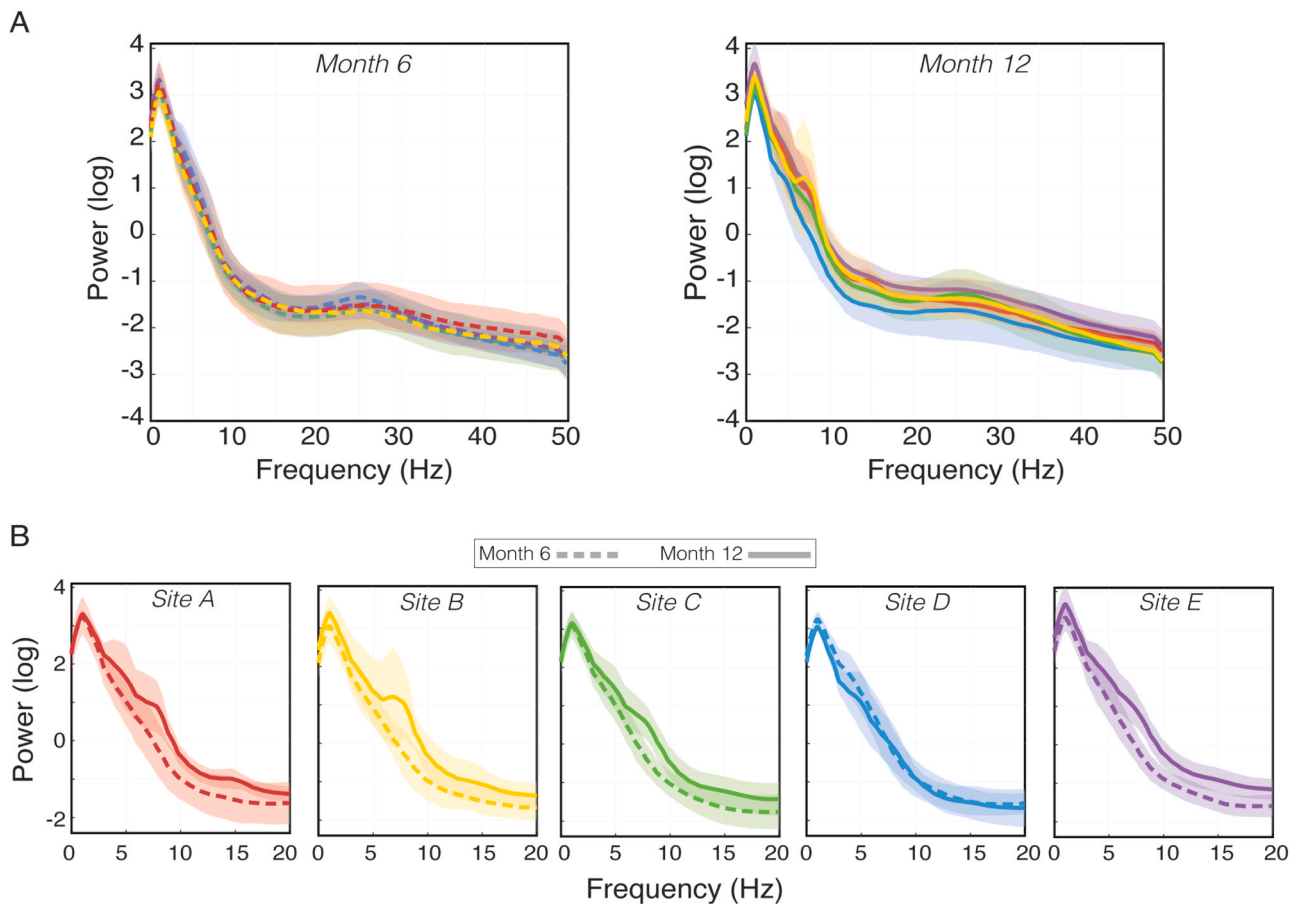 A
Month 6
Month 12
4
3
2
1
0
-1
-2
-3
-4
Power (log)
0 10 20 30 40 50
Frequency (Hz)
4
3
2
1
0
-1
-2
-3
-4
Power (log)
0 10 20 30 40 50
Frequency (Hz)
B
Month 6 Month 12
Site A
Site B
Site C
Site D
Site E
4
2
0
-2
Power (log)
0 5 10 15 20
0 5 10 15 20
0 5 10 15 20
0 5 10 15 20
0 5 10 15 20
Frequency (Hz)